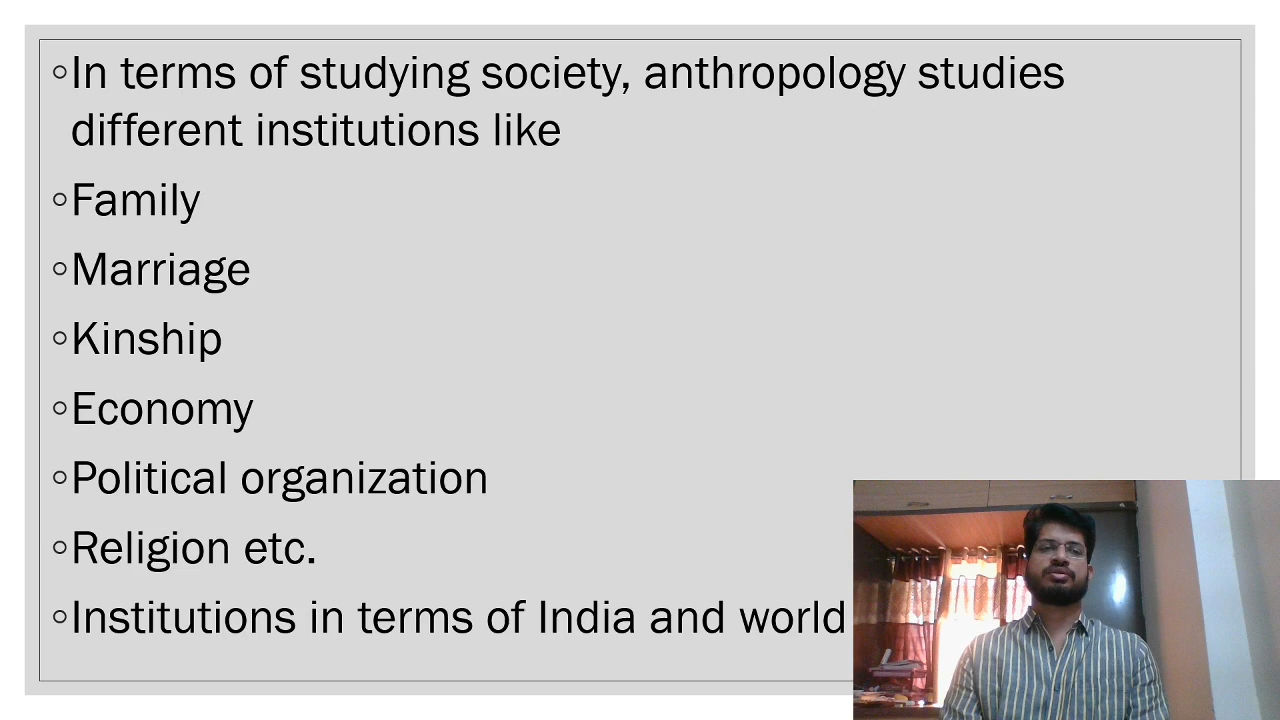 ◦In terms of studying society, anthropology studies
different institutions like
◦Family
◦Marriage
◦Kinship
◦Economy
◦Political organization
◦Religion etc.
◦Institutions in terms of India and world